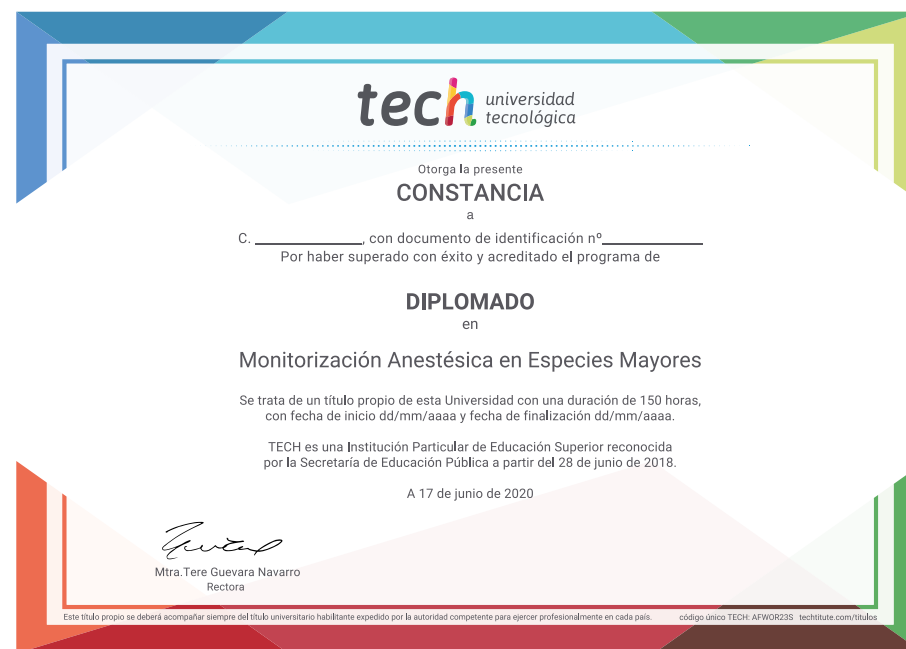 tech universidad
tecnológica
Otorga la presente
CONSTANCIA
a
C. ______________, con documento de identificación nº_____________
Por haber superado con éxito y acreditado el programa de
DIPLOMADO
en
Monitorización Anestésica en Especies Mayores
Se trata de un título propio de esta Universidad con una duración de 150 horas,
con fecha de inicio dd/mm/aaaa y fecha de finalización dd/mm/aaaa.
TECH es una Institución Particular de Educación Superior reconocida
por la Secretaría de Educación Pública a partir del 28 de junio de 2018.
A 17 de junio de 2020
Mtra.Tere Guevara Navarro
Rectora
Este título propio se deberá acompañar siempre del título universitario habilitante expedido por la autoridad competente para ejercer profesionalmente en cada país. código único TECH: AFWOR23S techtitute.com/titulos